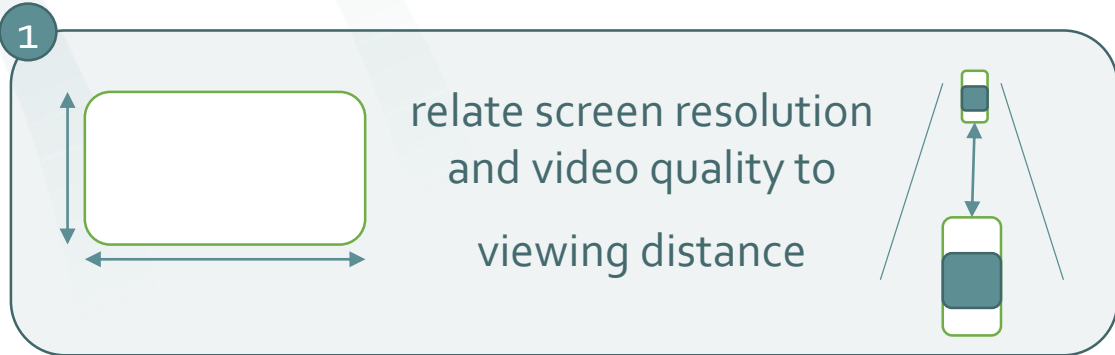 1
relate screen resolution
and video quality to
viewing distance